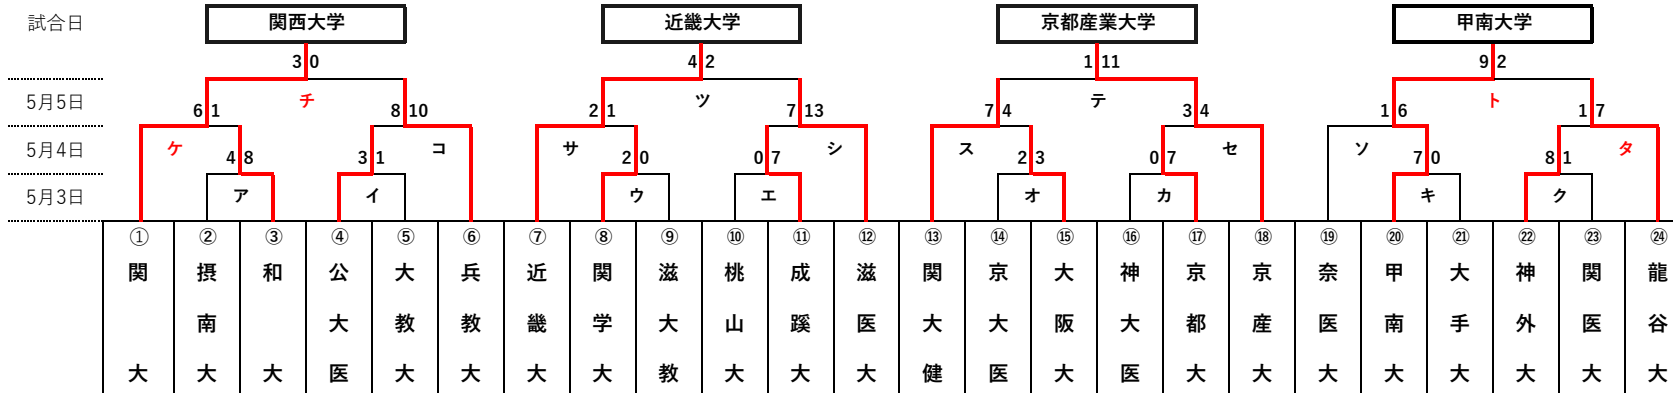 試合日 関西大学 近畿大学 京都産業大学 甲南大学
3 0 4 2 1 11 9 2
チ ツ テ ト
5月5日 6 1 8 10 2 1 7 13 7 4 3 4 1 6 1 7
ケ コ サ シ ス セ ソ タ
5月4日 4 8 3 1 2 0 0 7 2 3 0 7 7 0 8 1
5月3日 ア イ ウ エ オ カ キ ク
① ② ③ ④ ⑤ ⑥ ⑦ ⑧ ⑨ ⑩ ⑪ ⑫ ⑬ ⑭ ⑮ ⑯ ⑰ ⑱ ⑲ ⑳ ㉑ ㉒ ㉓ ㉔
関大
摂南大
和大
公大医
大教大
兵教大
近畿大
関学大
滋大教
桃山大
成蹊大
滋医大
関大健
京大医
大阪大
神大医
京都大
京産大
奈医大
甲南大
大手大
神外大
関医大
龍谷大